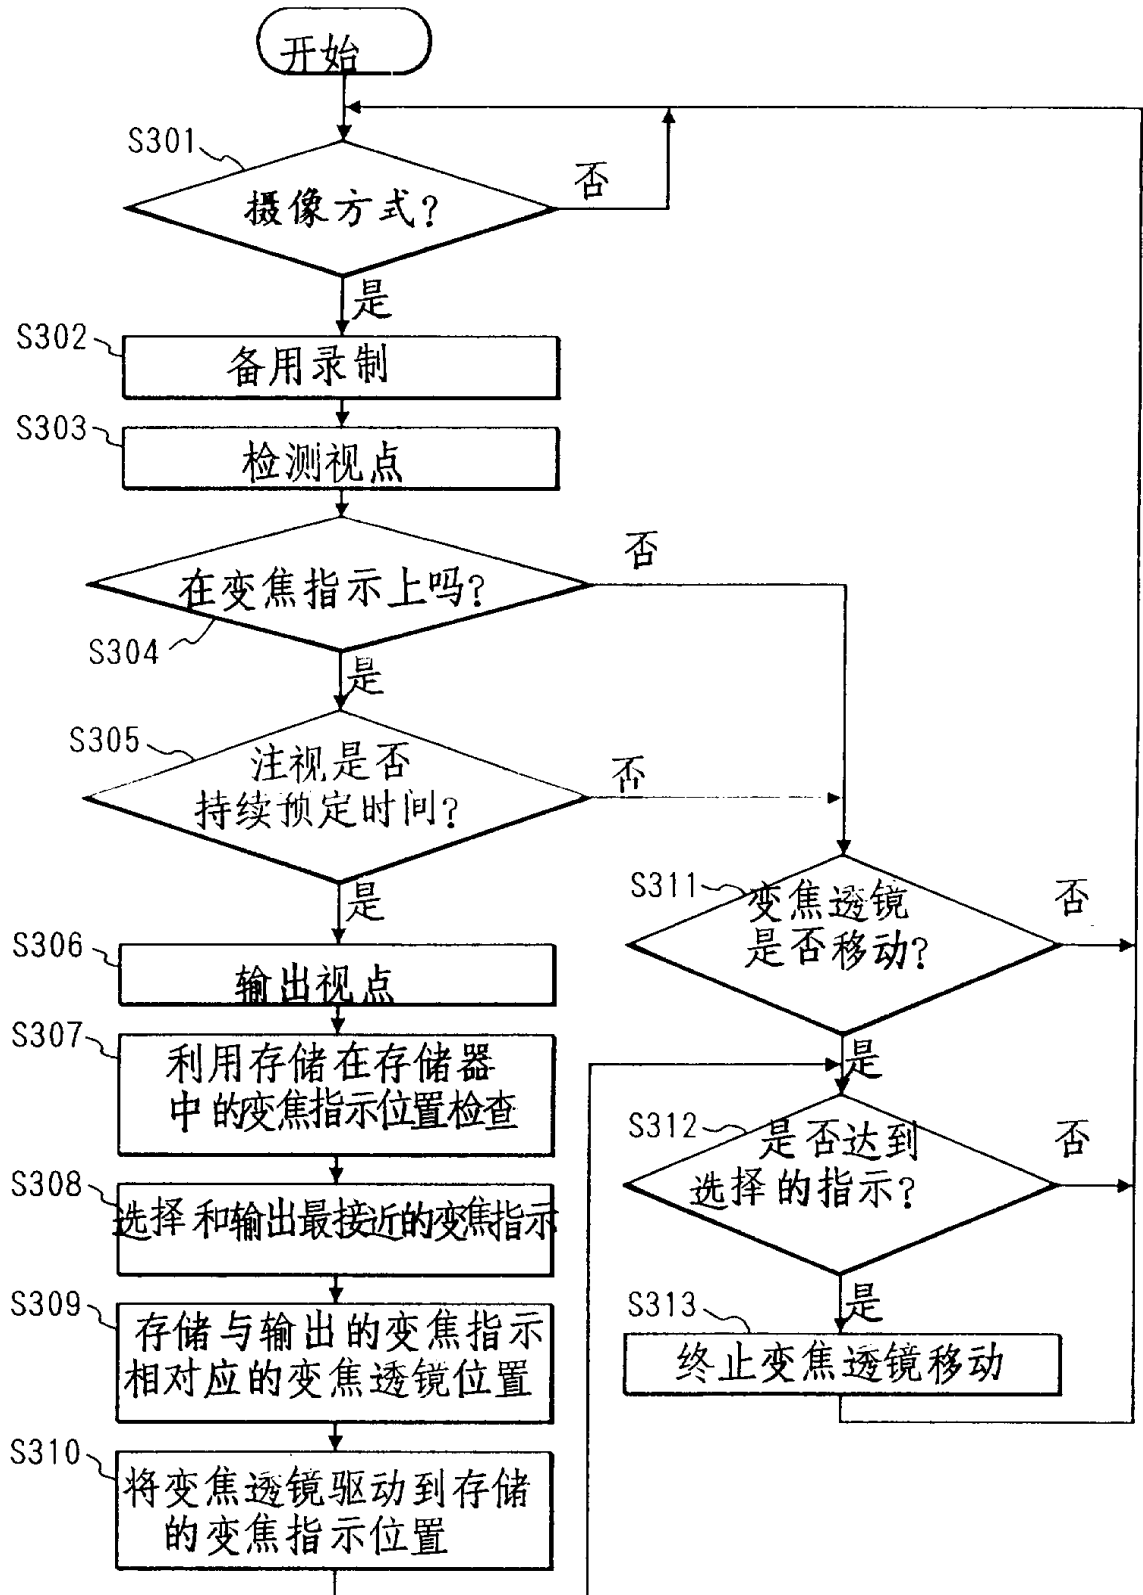 开始
S301
摄像方式?
否
是
S302
备用录制
S303
检测视点
在变焦指示上吗?
否
S304
是
S305
注视是否
持续预定时间?
否
是
S306
输出视点
S307
利用存储在存储器
中的变焦指示位置检查
S308
选择和输出最接近的变焦指示
S309
存储与输出的变焦指示
相对应的变焦透镜位置
S310
将变焦透镜驱动到存储
的变焦指示位置
S311
变焦透镜
是否移动?
否
是
S312
是否达到
选择的指示?
否
是
S313
终止变焦透镜移动